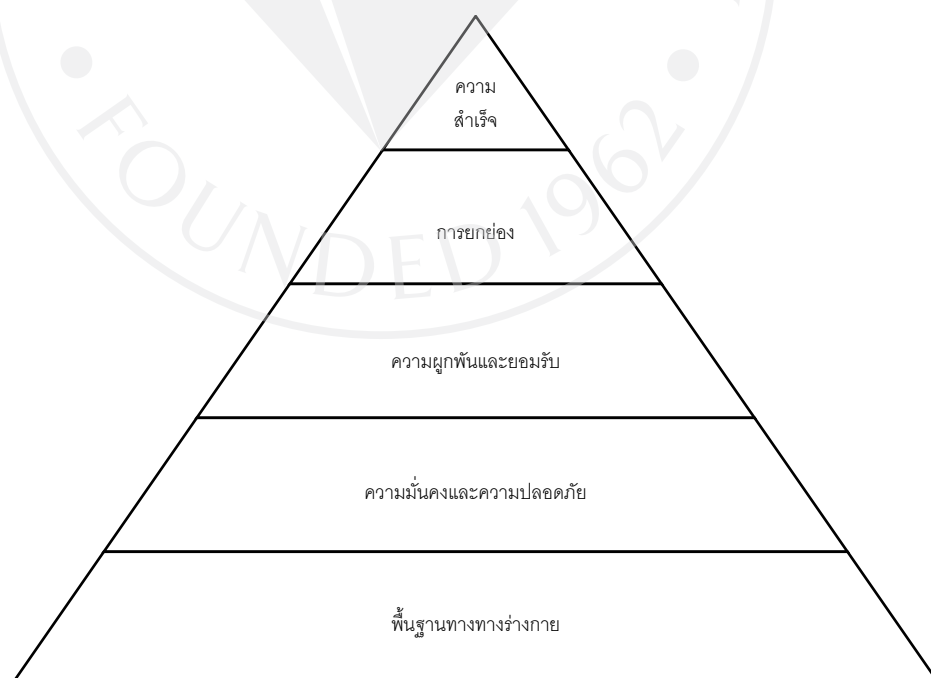 ความ
สำเร็จ
การยกย่อง
FOUNDED 1962
ความผูกพันและยอมรับ
ความมั่นคงและความปลอดภัย
พื้นฐานทางทางร่างกาย